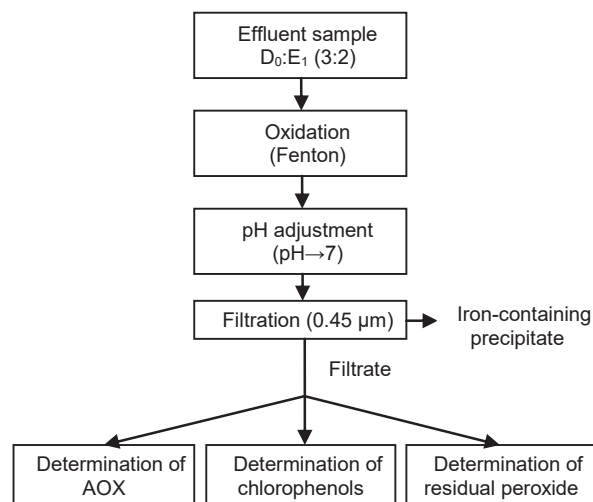 Effluent sample
D₀:E₁ (3:2)
Oxidation
(Fenton)
pH adjustment
(pH→7)
Filtration (0.45 µm)
Iron-containing
precipitate
Filtrate
Determination of
AOX
Determination of
chlorophenols
Determination of
residual peroxide